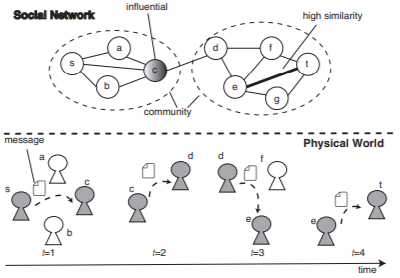 Social Network
influential
high similarity
a
s
c
b
d
f
t
e
g
community
Physical World
message
a
s
c
b
t=1
d
c
t=2
d
f
e
t=3
t
e
t=4
time